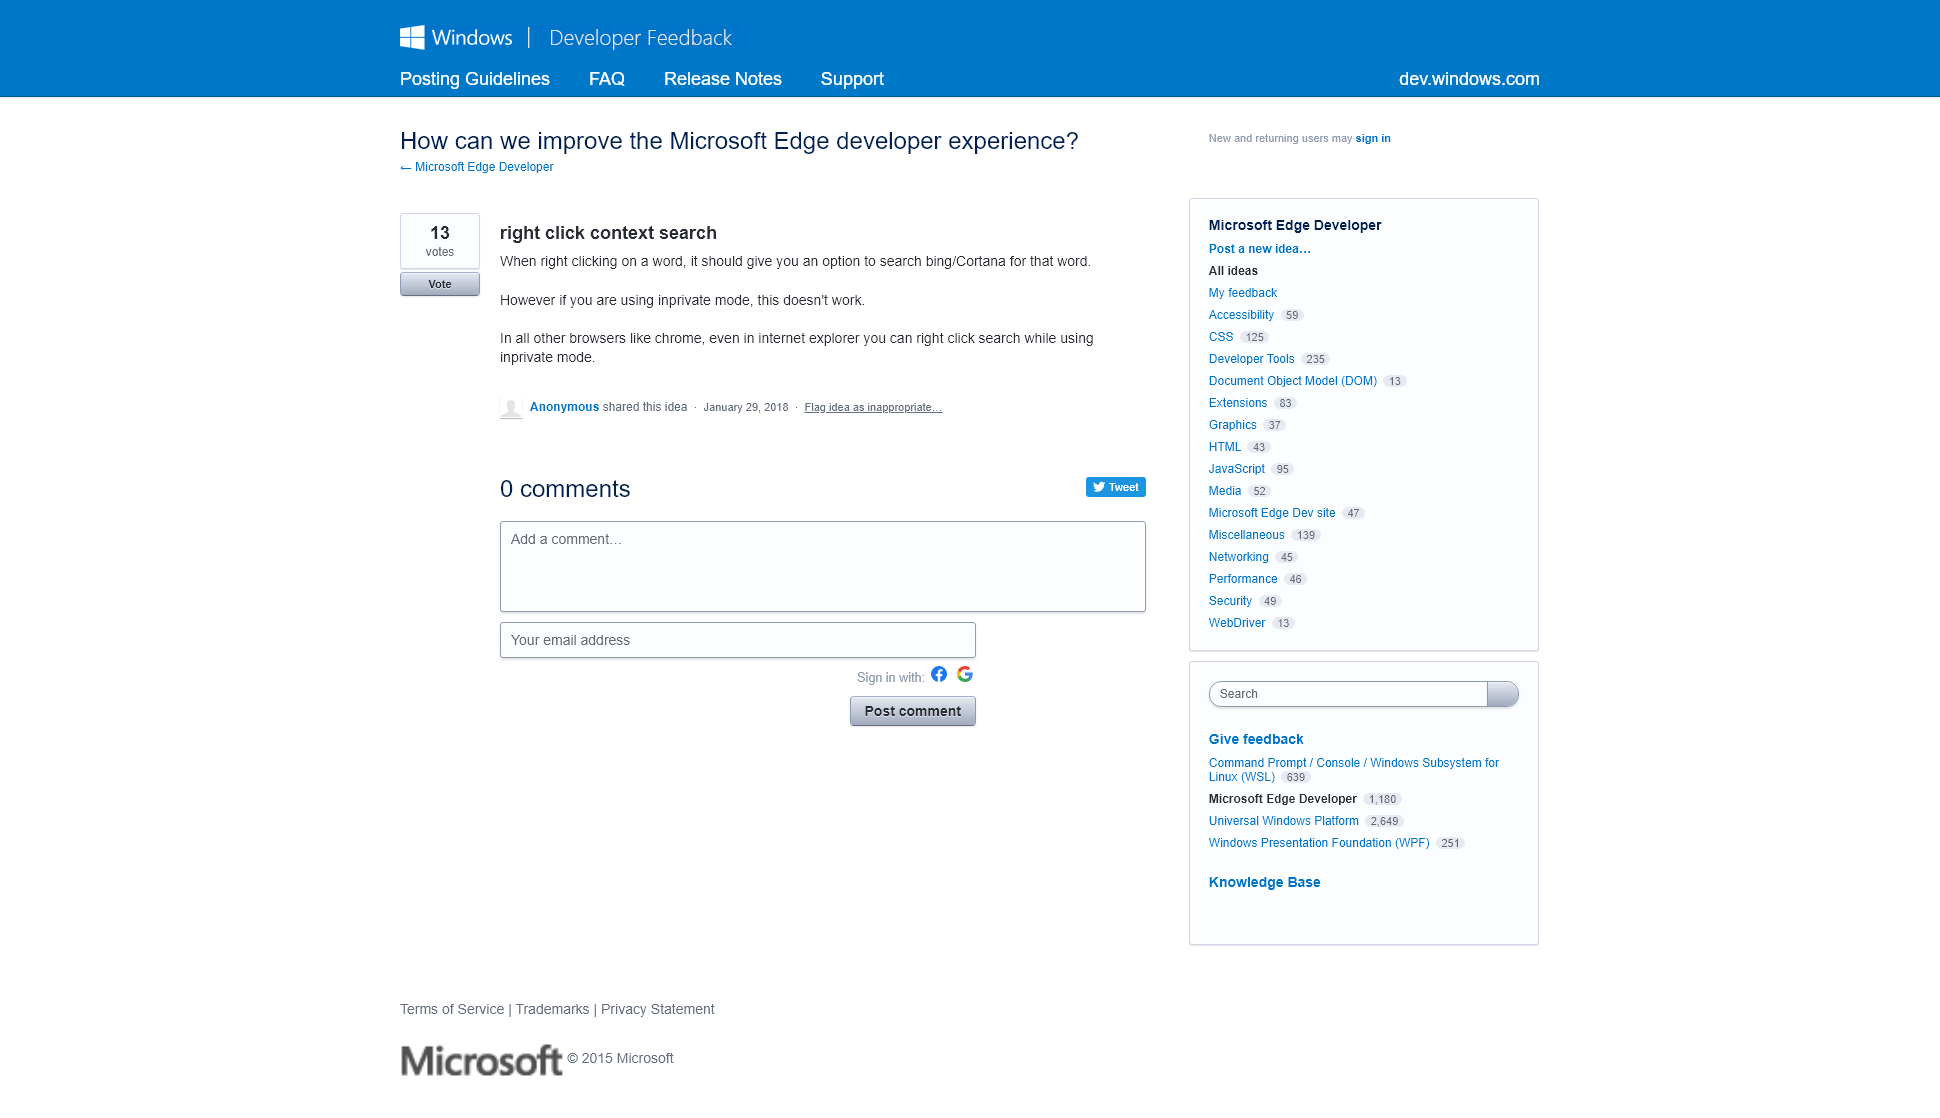 Windows | Developer Feedback
Posting Guidelines FAQ Release Notes Support dev.windows.com
How can we improve the Microsoft Edge developer experience?
← Microsoft Edge Developer
New and returning users may sign in
13
votes
Vote
right click context search
When right clicking on a word, it should give you an option to search bing/Cortana for that word.
However if you are using inprivate mode, this doesn't work.
In all other browsers like chrome, even in internet explorer you can right click search while using
inprivate mode.
Anonymous shared this idea · January 29, 2018 · Flag idea as inappropriate…
0 comments
Tweet
Add a comment…
Your email address
Sign in with:
Post comment
Microsoft Edge Developer
Post a new idea…
All ideas
My feedback
Accessibility 59
CSS 125
Developer Tools 235
Document Object Model (DOM) 13
Extensions 83
Graphics 37
HTML 43
JavaScript 95
Media 52
Microsoft Edge Dev site 47
Miscellaneous 139
Networking 45
Performance 46
Security 49
WebDriver 13
Search
Give feedback
Command Prompt / Console / Windows Subsystem for
Linux (WSL) 639
Microsoft Edge Developer 1,180
Universal Windows Platform 2,649
Windows Presentation Foundation (WPF) 251
Knowledge Base
Terms of Service | Trademarks | Privacy Statement
Microsoft © 2015 Microsoft